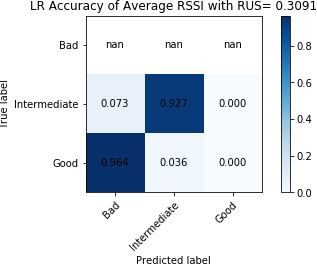 LR Accuracy of Average RSSI with RUS= 0.3091
True label
Bad
Intermediate
Good
nan nan nan
0.073 0.927 0.000
0.964 0.036 0.000
Bad
Intermediate
Good
Predicted label
0.8
0.6
0.4
0.2
0.0